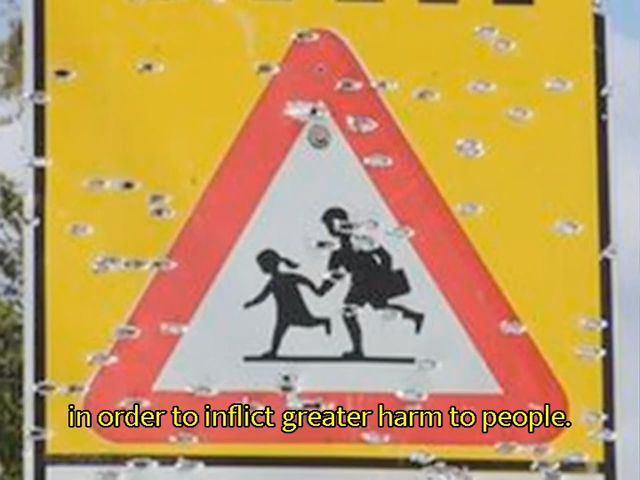 in order to inflict greater harm to people.